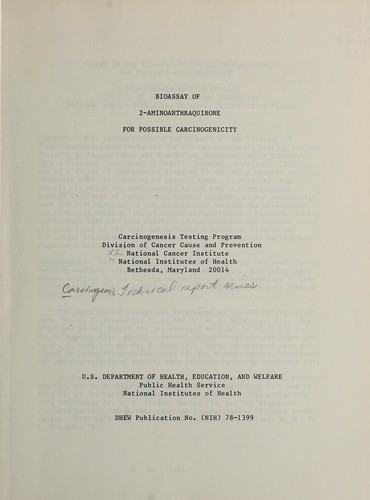 BIOASSAY OF
2-AMINOANTHRAQUINONE
FOR POSSIBLE CARCINOGENICITY
Carcinogenesis Testing Program
Division of Cancer Cause and Prevention
U.S. National Cancer Institute
" National Institutes of Health
Bethesda, Maryland 20014
Carcinogenesis Technical report series
U.S. DEPARTMENT OF HEALTH, EDUCATION, AND WELFARE
Public Health Service
National Institutes of Health
DHEW Publication No. (NIH) 78-1399